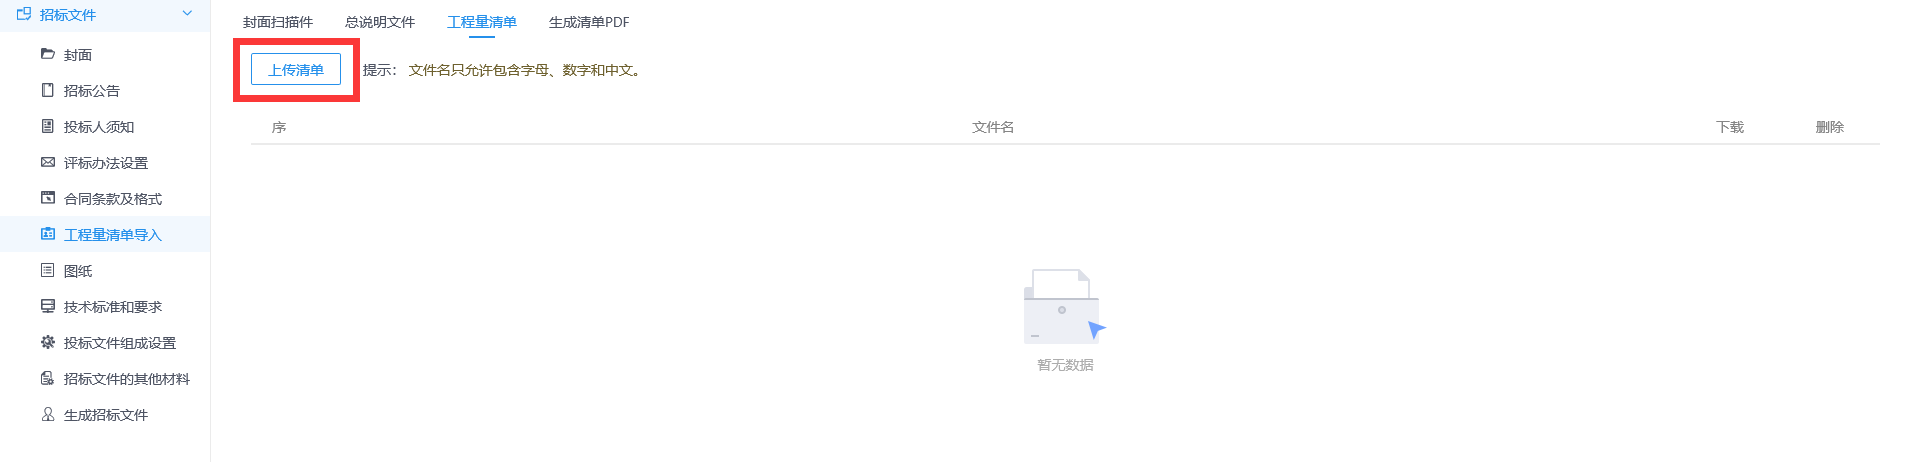 招标文件
封面
招标公告
投标人须知
评标办法设置
合同条款及格式
工程量清单导入
图纸
技术标准和要求
投标文件组成设置
招标文件的其他材料
生成招标文件
封面扫描件 总说明文件 工程量清单 生成清单PDF
上传清单 提示： 文件名只允许包含字母、数字和中文。
序 文件名 下载 删除
暂无数据